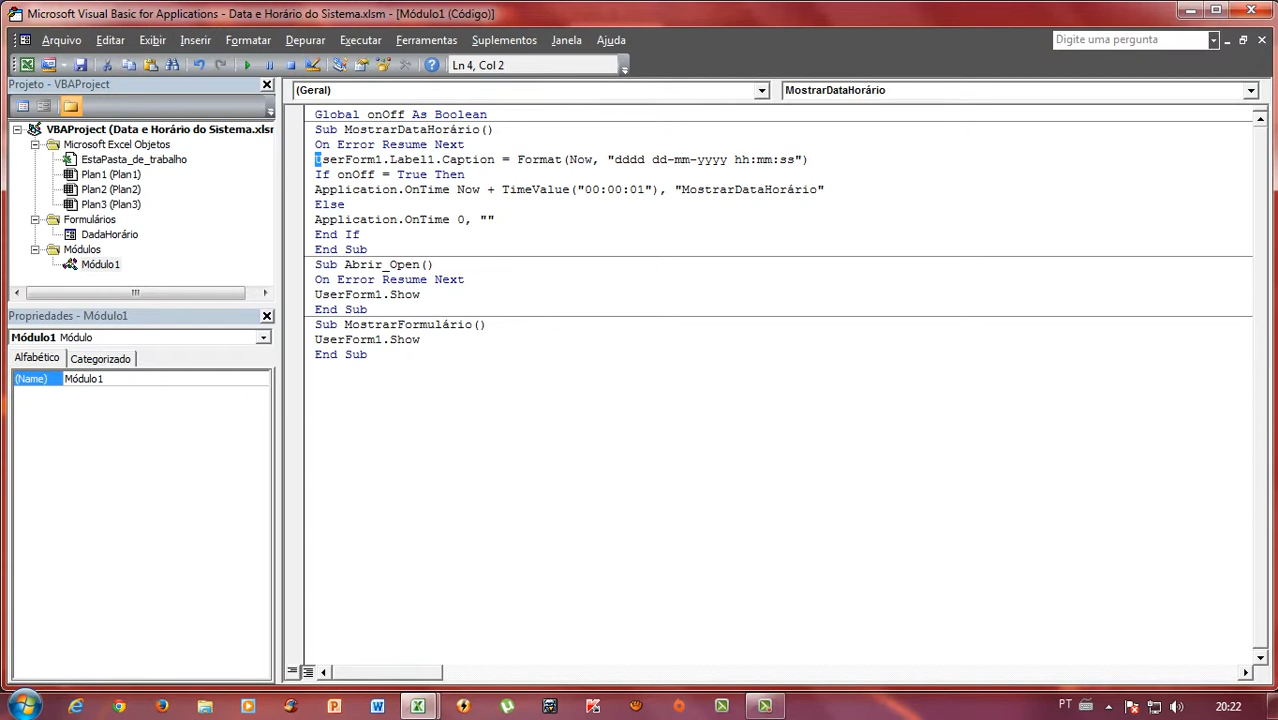 Microsoft Visual Basic for Applications - Data e Horário do Sistema.xlsm - [Módulo1 (Código)]
Arquivo Editar Exibir Inserir Formatar Depurar Executar Ferramentas Suplementos Janela Ajuda
Digite uma pergunta
Ln 4, Col 2
Projeto - VBAProject
VBAProject (Data e Horário do Sistema.xlsm
Microsoft Excel Objetos
EstaPasta_de_trabalho
Plan1 (Plan1)
Plan2 (Plan2)
Plan3 (Plan3)
Formulários
DadaHorário
Módulos
Módulo1
Propriedades - Módulo1
Módulo1 Módulo
Alfabético Categorizado
(Name) Módulo1
(Geral) MostrarDataHorário
Global onOff As Boolean
Sub MostrarDataHorário()
On Error Resume Next
UserForm1.Label1.Caption = Format(Now, "dddd dd-mm-yyyy hh:mm:ss")
If onOff = True Then
Application.OnTime Now + TimeValue("00:00:01"), "MostrarDataHorário"
Else
Application.OnTime 0, ""
End If
End Sub
Sub Abrir_Open()
On Error Resume Next
UserForm1.Show
End Sub
Sub MostrarFormulário()
UserForm1.Show
End Sub
PT 20:22